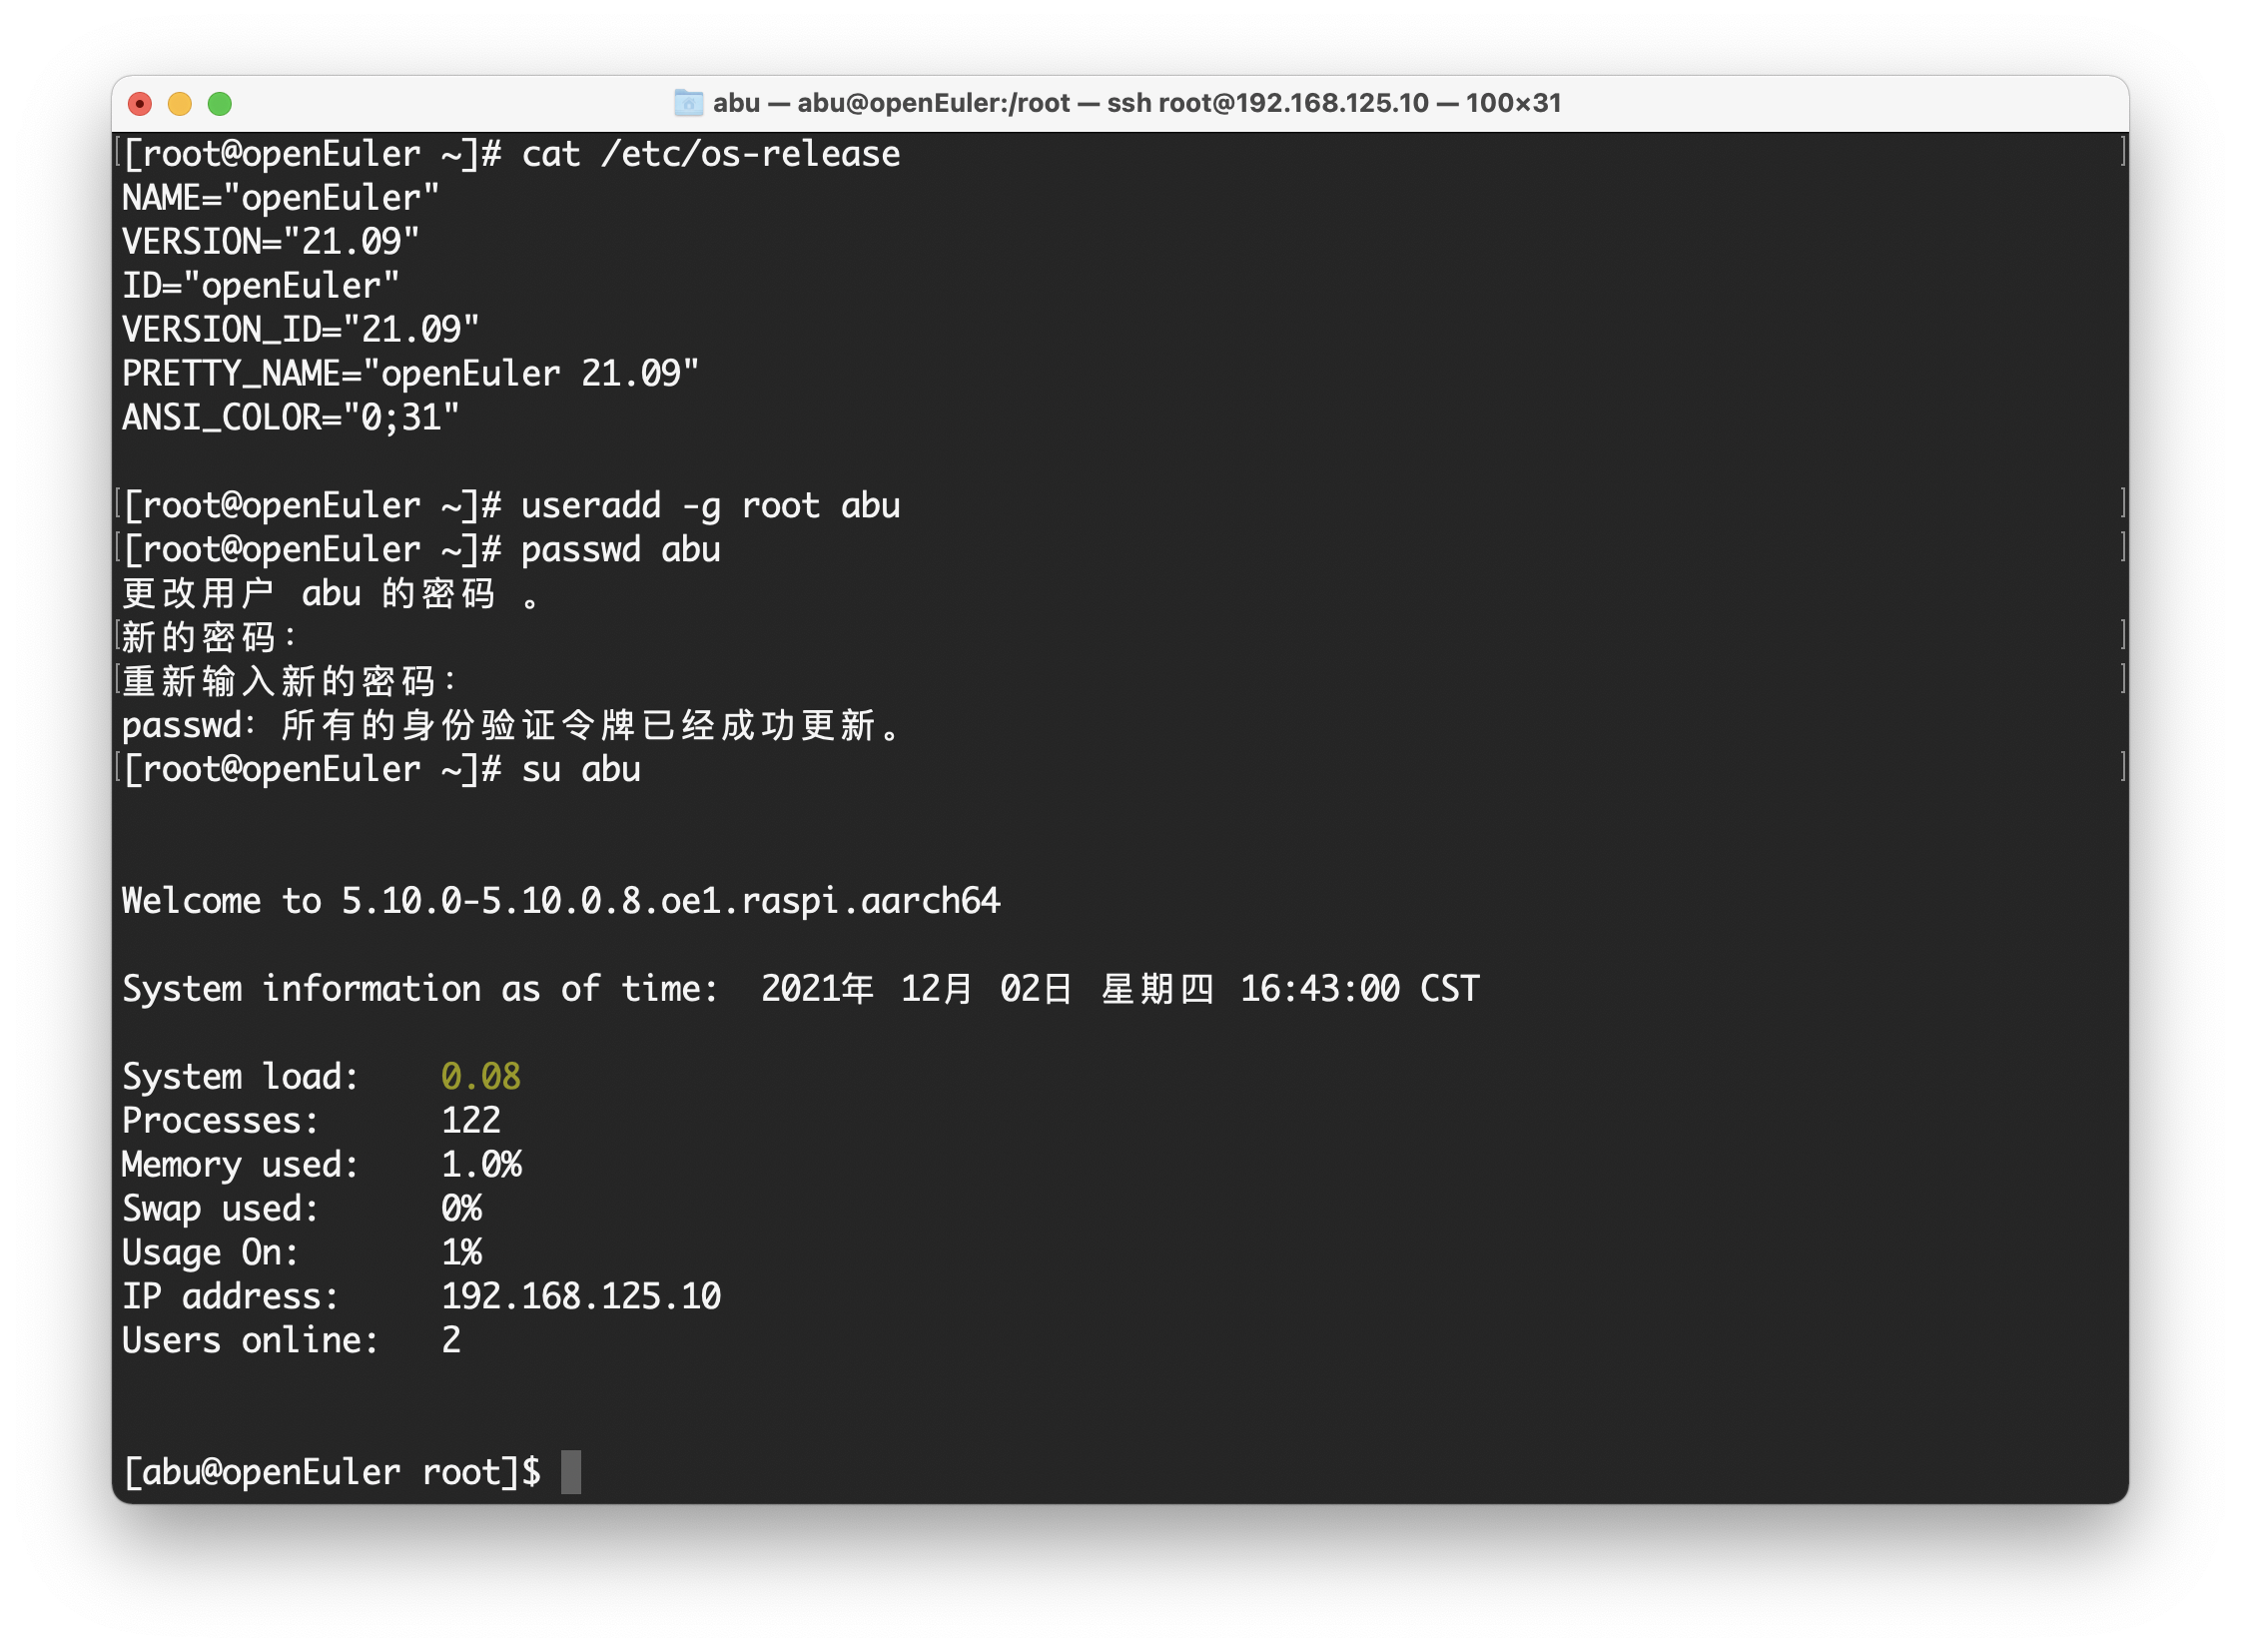 abu — abu@openEuler:/root — ssh root@192.168.125.10 — 100×31
[root@openEuler ~]# cat /etc/os-release
NAME="openEuler"
VERSION="21.09"
ID="openEuler"
VERSION_ID="21.09"
PRETTY_NAME="openEuler 21.09"
ANSI_COLOR="0;31"
[root@openEuler ~]# useradd -g root abu
[root@openEuler ~]# passwd abu
更改用户 abu 的密码 。
新的密码：
重新输入新的密码：
passwd：所有的身份验证令牌已经成功更新。
[root@openEuler ~]# su abu
Welcome to 5.10.0-5.10.0.8.oe1.raspi.aarch64
System information as of time:  2021年 12月 02日 星期四 16:43:00 CST
System load:    0.08
Processes:      122
Memory used:    1.0%
Swap used:      0%
Usage On:       1%
IP address:     192.168.125.10
Users online:   2
[abu@openEuler root]$